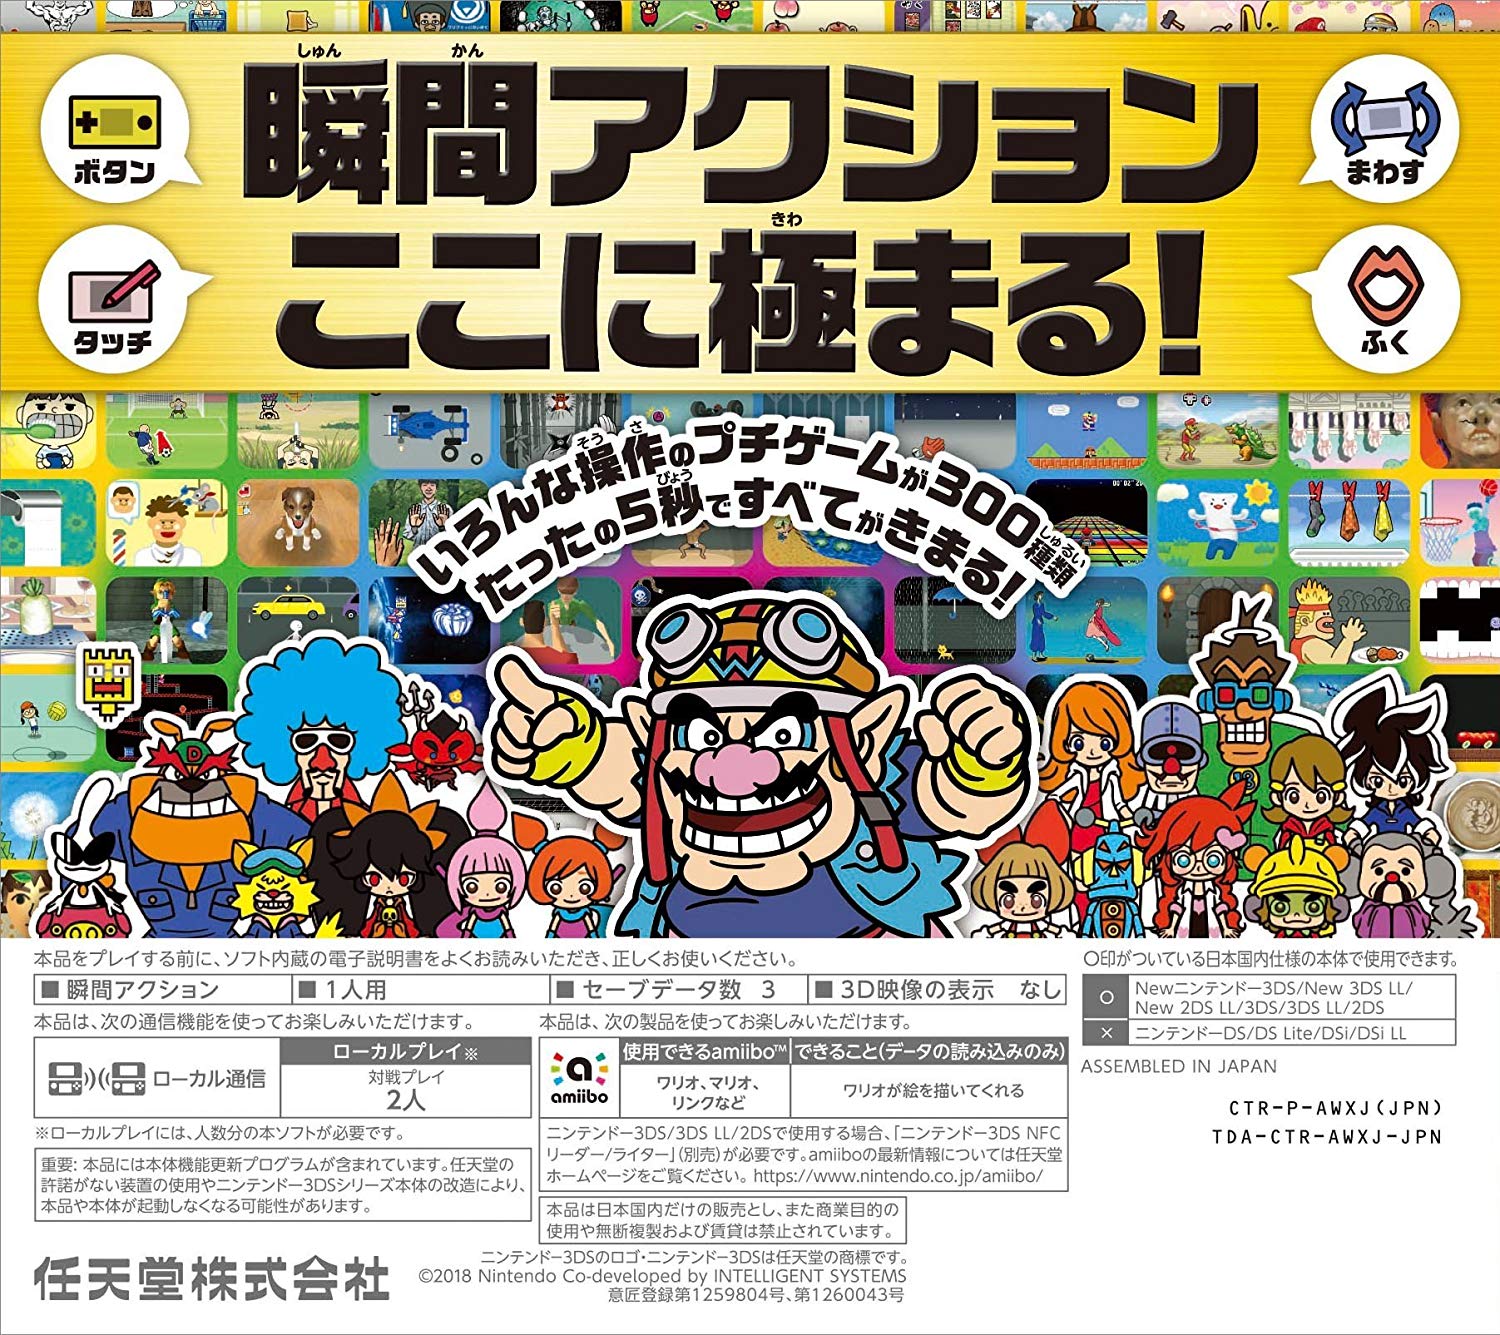 しゅん かん
瞬間アクション
きわ
ここに極まる!
ボタン
タッチ
まわす
ふく
そうさ
いろんな操作のプチゲームが300種類
しゅるい
びょう
たったの5秒ですべてがきまる!
本品をプレイする前に、ソフト内蔵の電子説明書をよくお読みいただき、正しくお使いください。
■ 瞬間アクション ■ 1人用 ■ セーブデータ数 3 ■ 3D映像の表示 なし
本品は、次の通信機能を使ってお楽しみいただけます。
ローカル通信
ローカルプレイ※
対戦プレイ
2人
※ローカルプレイには、人数分の本ソフトが必要です。
重要: 本品には本体機能更新プログラムが含まれています。任天堂の
許諾がない装置の使用やニンテンドー3DSシリーズ本体の改造により、
本品や本体が起動しなくなる可能性があります。
任天堂株式会社
本品は、次の製品を使ってお楽しみいただけます。
amiibo
使用できるamiibo™ できること(データの読み込みのみ)
ワリオ、マリオ、
リンクなど
ワリオが絵を描いてくれる
ニンテンドー3DS/3DS LL/2DSで使用する場合、「ニンテンドー3DS NFC
リーダー/ライター」(別売)が必要です。amiiboの最新情報については任天堂
ホームページをご覧ください。https://www.nintendo.co.jp/amiibo/
本品は日本国内だけの販売とし、また商業目的の
使用や無断複製および賃貸は禁止されています。
ニンテンドー3DSのロゴ・ニンテンドー3DSは任天堂の商標です。
©2018 Nintendo Co-developed by INTELLIGENT SYSTEMS
意匠登録第1259804号、第1260043号
○印がついている日本国内仕様の本体で使用できます。
○ Newニンテンドー3DS/New 3DS LL/
New 2DS LL/3DS/3DS LL/2DS
× ニンテンドーDS/DS Lite/DSi/DSi LL
ASSEMBLED IN JAPAN
CTR-P-AWXJ(JPN)
TDA-CTR-AWXJ-JPN